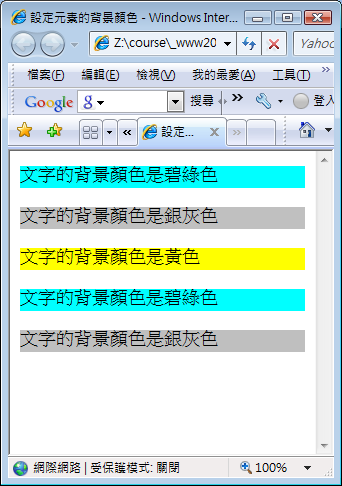 設定元素的背景顏色 - Windows Inter...
Z:\course\_www20
Yahoo
檔案(F) 編輯(E) 檢視(V) 我的最愛(A) 工具(T) »
Google g 搜尋 » 登入
« 設定... »
文字的背景顏色是碧綠色
文字的背景顏色是銀灰色
文字的背景顏色是黃色
文字的背景顏色是碧綠色
文字的背景顏色是銀灰色
網際網路 | 受保護模式: 關閉 100%